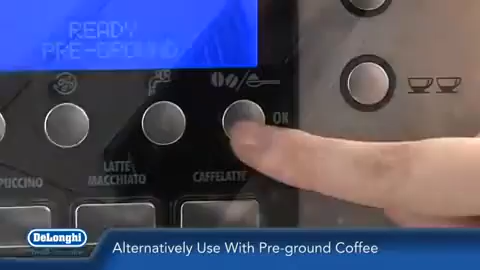 READY
PRE-GROUND
OK
PUCCINO
LATTE
MACCHIATO
CAFFELATTE
DeLonghi
Alternatively Use With Pre-ground Coffee